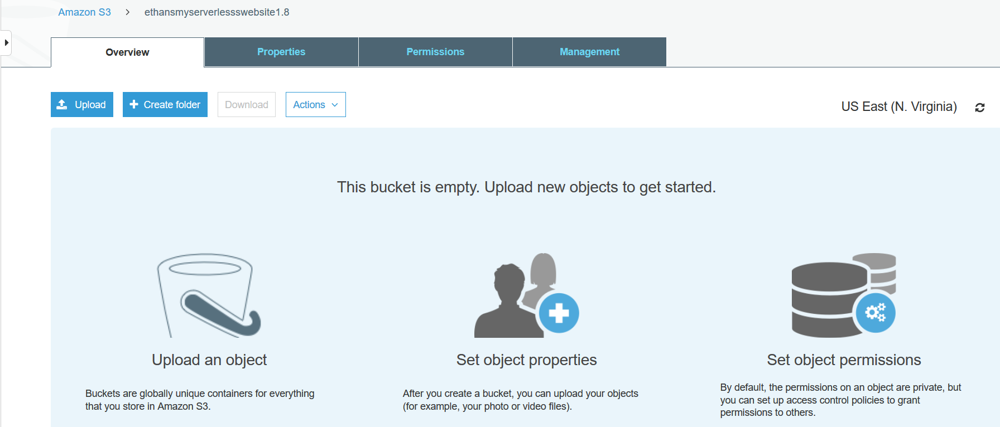 Amazon S3 > ethansmyserverlessswebsite1.8
Overview Properties Permissions Management
Upload Create folder Download Actions US East (N. Virginia)
This bucket is empty. Upload new objects to get started.
Upload an object
Buckets are globally unique containers for everything
that you store in Amazon S3.
Set object properties
After you create a bucket, you can upload your objects
(for example, your photo or video files).
Set object permissions
By default, the permissions on an object are private, but
you can set up access control policies to grant
permissions to others.